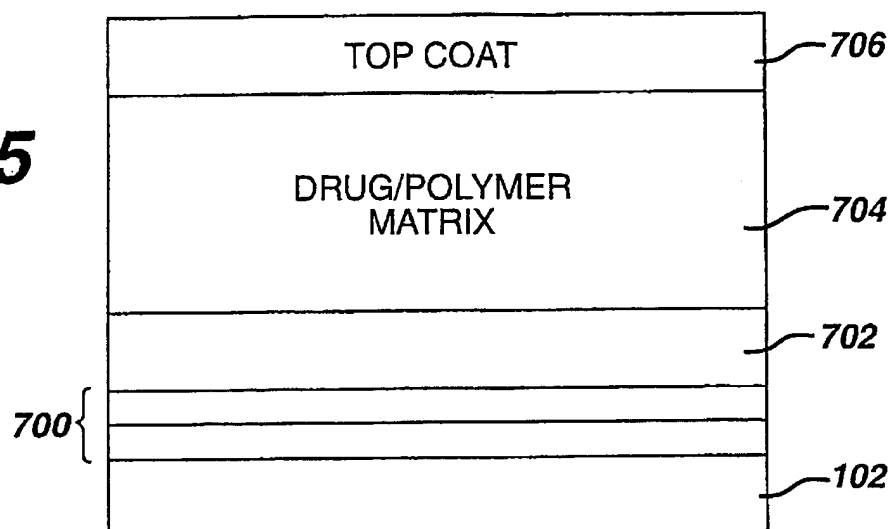 TOP COAT
706
5
DRUG/POLYMER
MATRIX
704
702
700
102